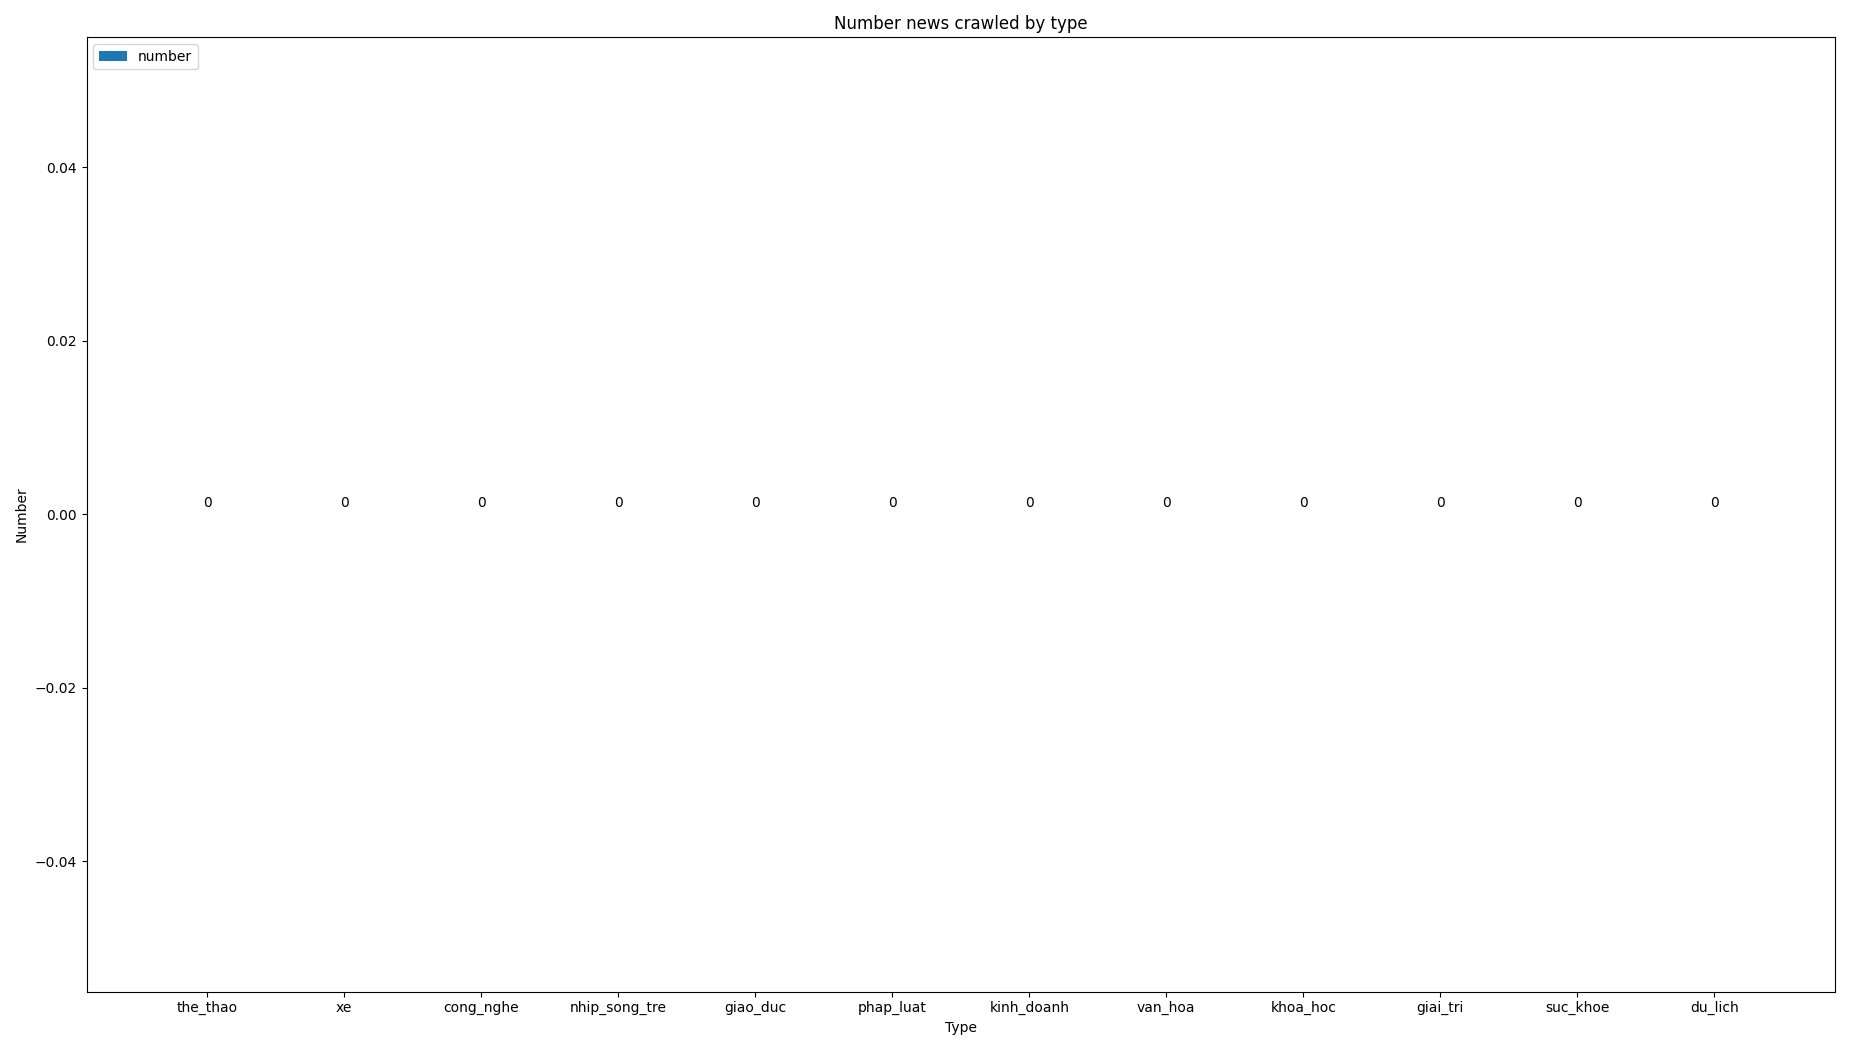 Number news crawled by type
number
0.04
0.02
0.00
−0.02
−0.04
Number
0 0 0 0 0 0 0 0 0 0 0 0
the_thao xe cong_nghe nhip_song_tre giao_duc phap_luat kinh_doanh van_hoa khoa_hoc giai_tri suc_khoe du_lich
Type